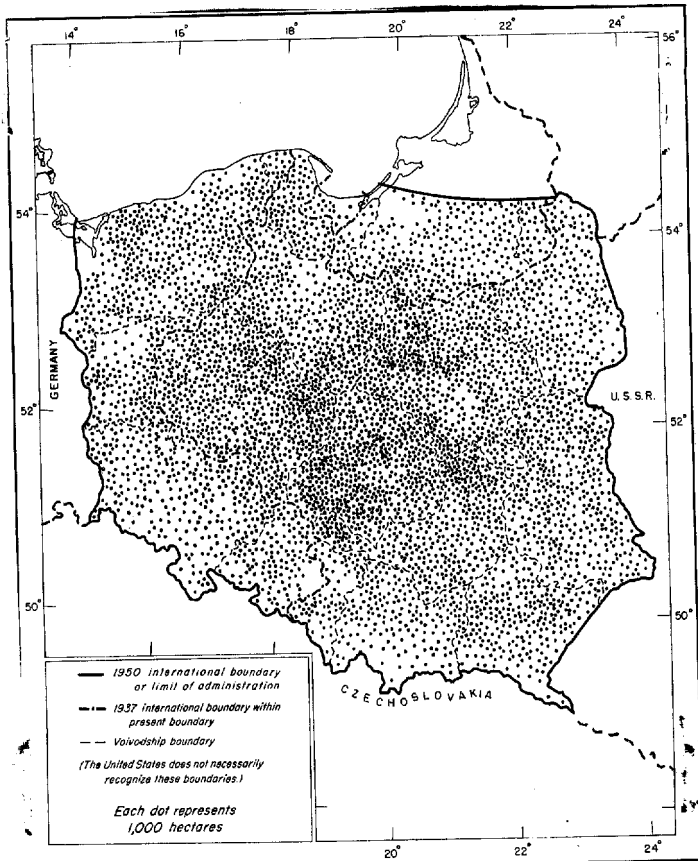 14° 16° 18° 20° 22° 56°
54° 54°
GERMANY
52° U.S.S.R. 52°
50° 50°
CZECHOSLOVAKIA
1950 international boundary
or limit of administration
1937 international boundary within
present boundary
Voivodship boundary
(The United States does not necessarily
recognize these boundaries.)
Each dot represents
1,000 hectares
20° 22° 24°